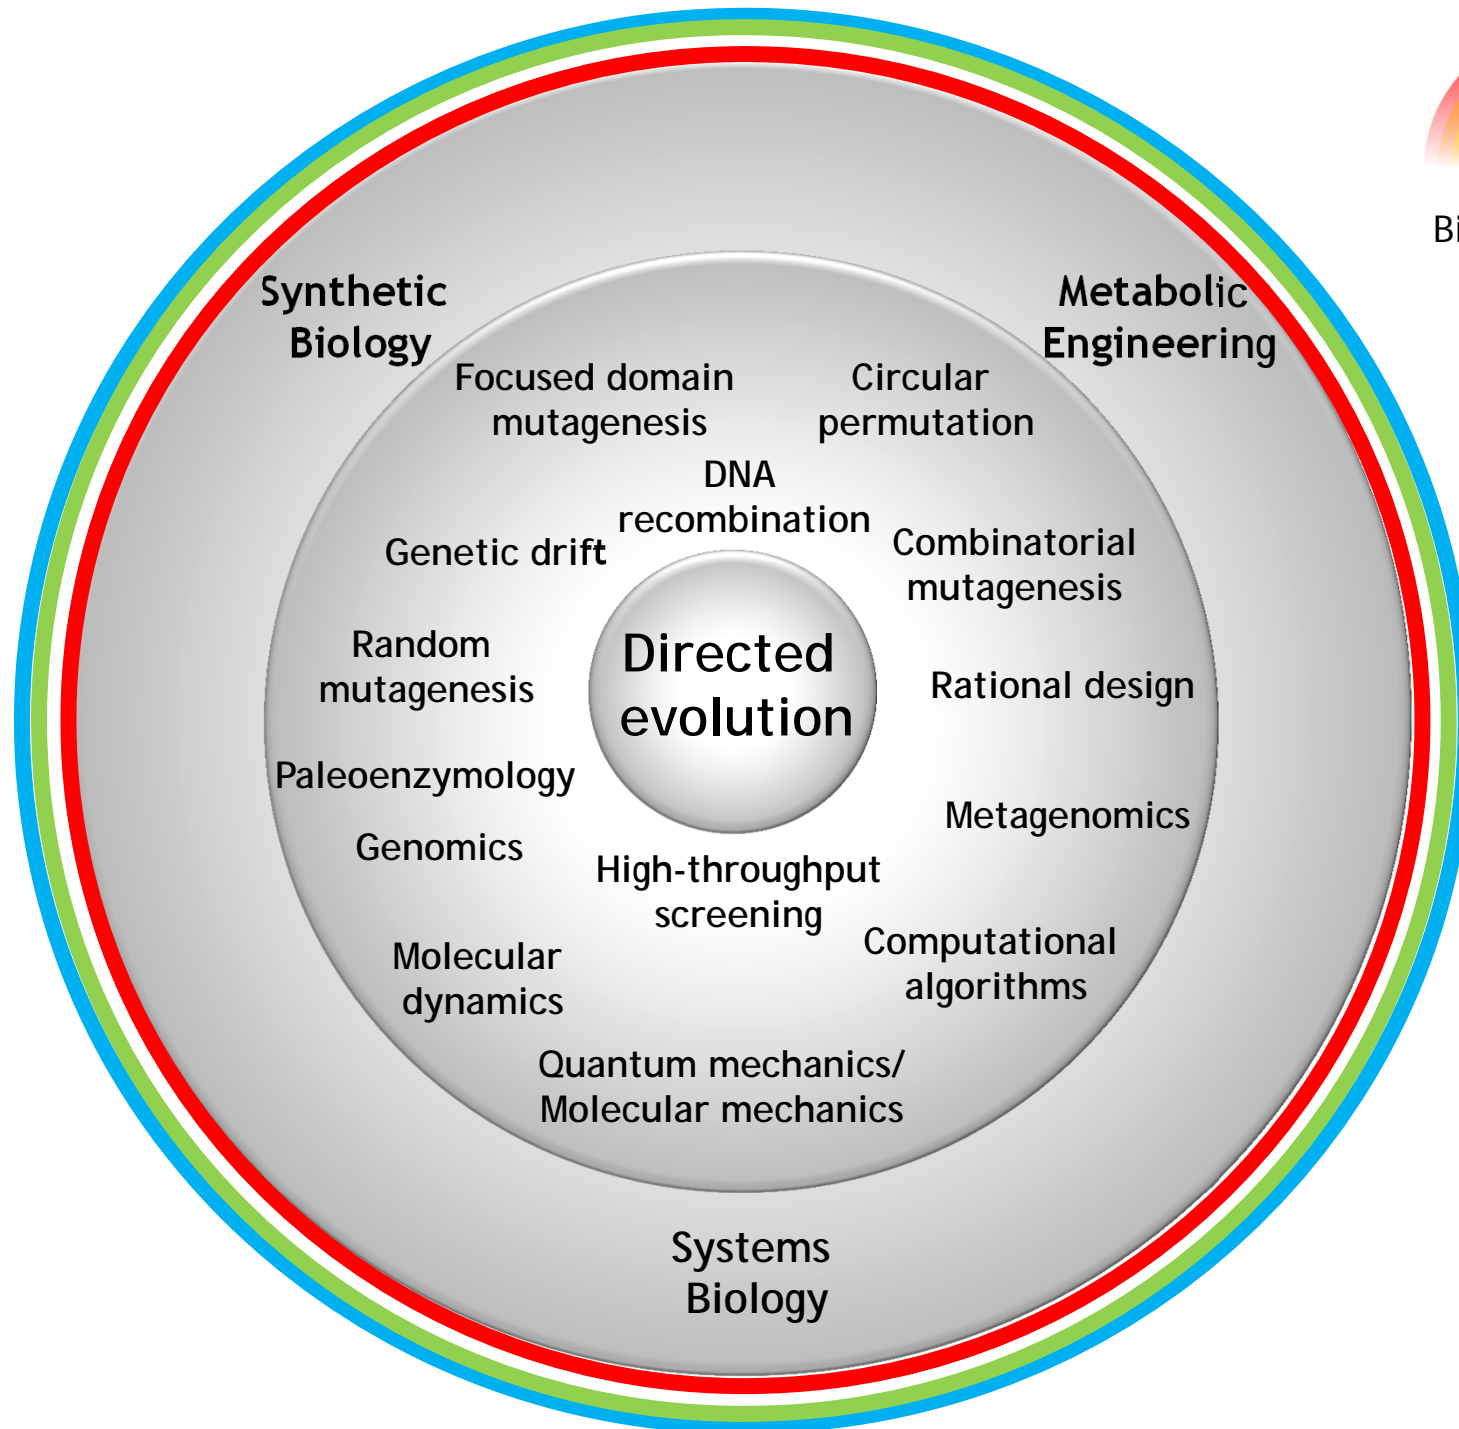 Synthetic
Biology
Metabolic
Engineering
Focused domain
mutagenesis
Circular
permutation
DNA
recombination
Genetic drift
Combinatorial
mutagenesis
Random
mutagenesis
Directed
evolution
Rational design
Paleoenzymology
Metagenomics
Genomics
High-throughput
screening
Molecular
dynamics
Computational
algorithms
Quantum mechanics/
Molecular mechanics
Systems
Biology